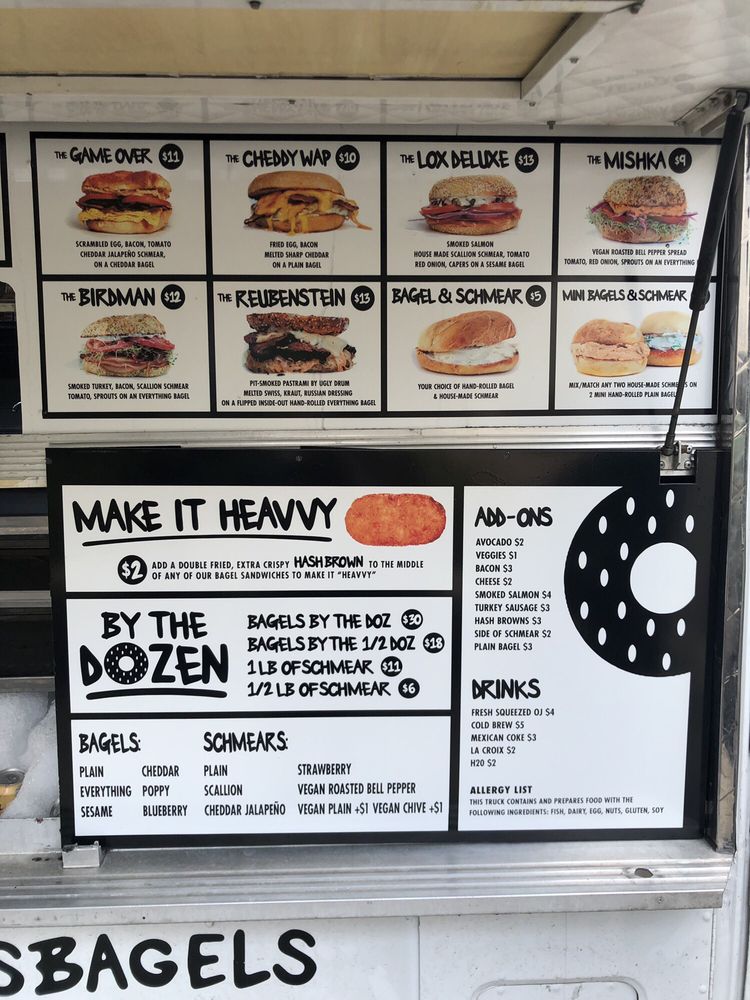 THE GAME OVER $11
SCRAMBLED EGG, BACON, TOMATO
CHEDDAR JALAPEÑO SCHMEAR,
ON A CHEDDAR BAGEL
THE CHEDDY WAP $10
FRIED EGG, BACON
MELTED SHARP CHEDDAR
ON A PLAIN BAGEL
THE LOX DELUXE $13
SMOKED SALMON
HOUSE MADE SCALLION SCHMEAR, TOMATO
RED ONION, CAPERS ON A SESAME BAGEL
THE MISHKA $9
VEGAN ROASTED BELL PEPPER SPREAD
TOMATO, RED ONION, SPROUTS ON AN EVERYTHING
THE BIRDMAN $12
SMOKED TURKEY, BACON, SCALLION SCHMEAR
TOMATO, SPROUTS ON AN EVERYTHING BAGEL
THE REUBENSTEIN $13
PIT-SMOKED PASTRAMI BY UGLY DRUM
MELTED SWISS, KRAUT, RUSSIAN DRESSING
ON A FLIPPED INSIDE-OUT HAND-ROLLED EVERYTHING BAGEL
BAGEL & SCHMEAR $5
YOUR CHOICE OF HAND-ROLLED BAGEL
& HOUSE-MADE SCHMEAR
MINI BAGELS & SCHMEAR
MIX/MATCH ANY TWO HOUSE-MADE SCHMEARS ON
2 MINI HAND-ROLLED PLAIN BAGELS
MAKE IT HEAVVY
$2 ADD A DOUBLE FRIED, EXTRA CRISPY HASHBROWN TO THE MIDDLE
OF ANY OF OUR BAGEL SANDWICHES TO MAKE IT "HEAVVY"
BY THE
DOZEN
BAGELS BY THE DOZ $30
BAGELS BY THE 1/2 DOZ $18
1 LB OF SCHMEAR $11
1/2 LB OF SCHMEAR $6
BAGELS:
PLAIN CHEDDAR
EVERYTHING POPPY
SESAME BLUEBERRY
SCHMEARS:
PLAIN STRAWBERRY
SCALLION VEGAN ROASTED BELL PEPPER
CHEDDAR JALAPEÑO VEGAN PLAIN +$1 VEGAN CHIVE +$1
ADD-ONS
AVOCADO $2
VEGGIES $1
BACON $3
CHEESE $2
SMOKED SALMON $4
TURKEY SAUSAGE $3
HASH BROWNS $3
SIDE OF SCHMEAR $2
PLAIN BAGEL $3
DRINKS
FRESH SQUEEZED OJ $4
COLD BREW $5
MEXICAN COKE $3
LA CROIX $2
H20 $2
ALLERGY LIST
THIS TRUCK CONTAINS AND PREPARES FOOD WITH THE
FOLLOWING INGREDIENTS: FISH, DAIRY, EGG, NUTS, GLUTEN, SOY
SBAGELS